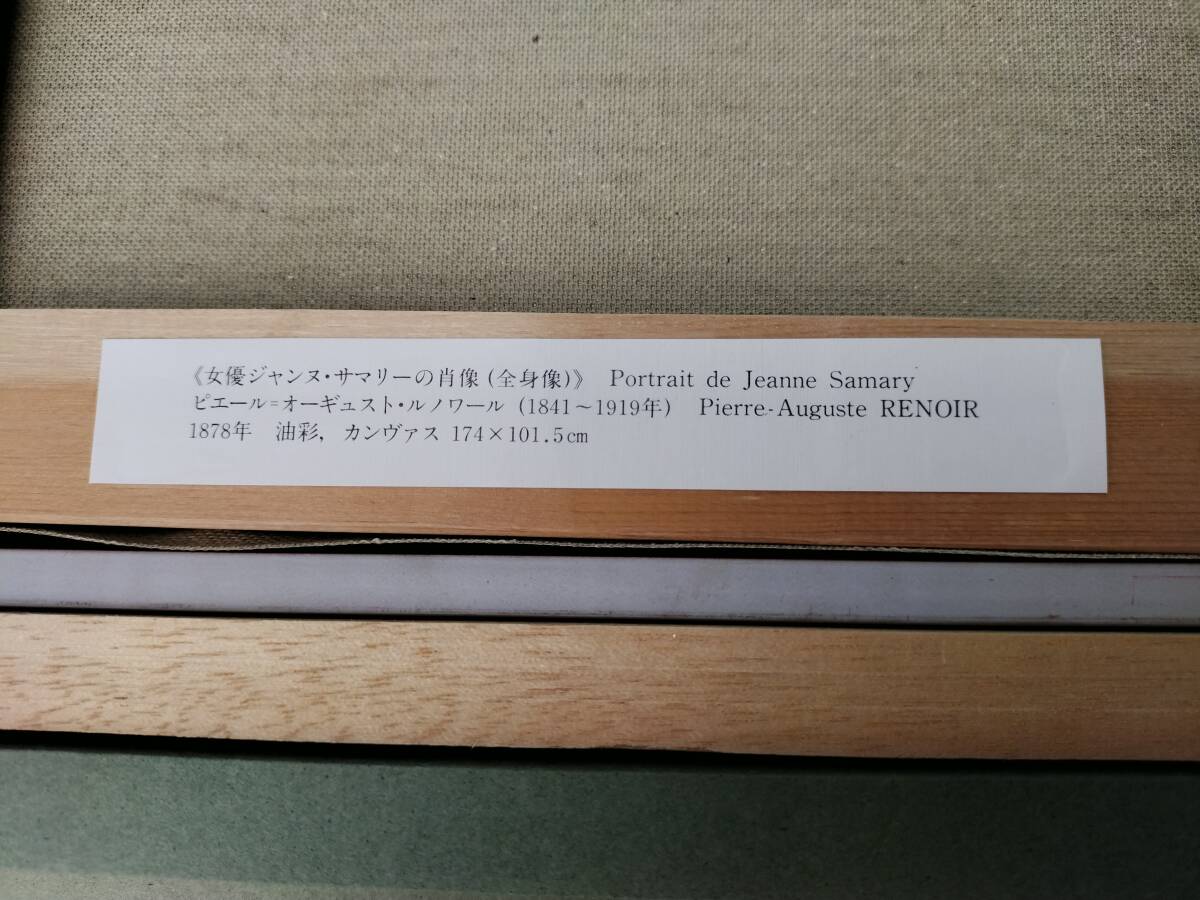 《女優ジャンヌ・サマリーの肖像 (全身像)》 Portrait de Jeanne Samary
ピエール=オーギュスト・ルノワール (1841～1919年) Pierre-Auguste RENOIR
1878年 油彩, カンヴァス 174×101.5cm